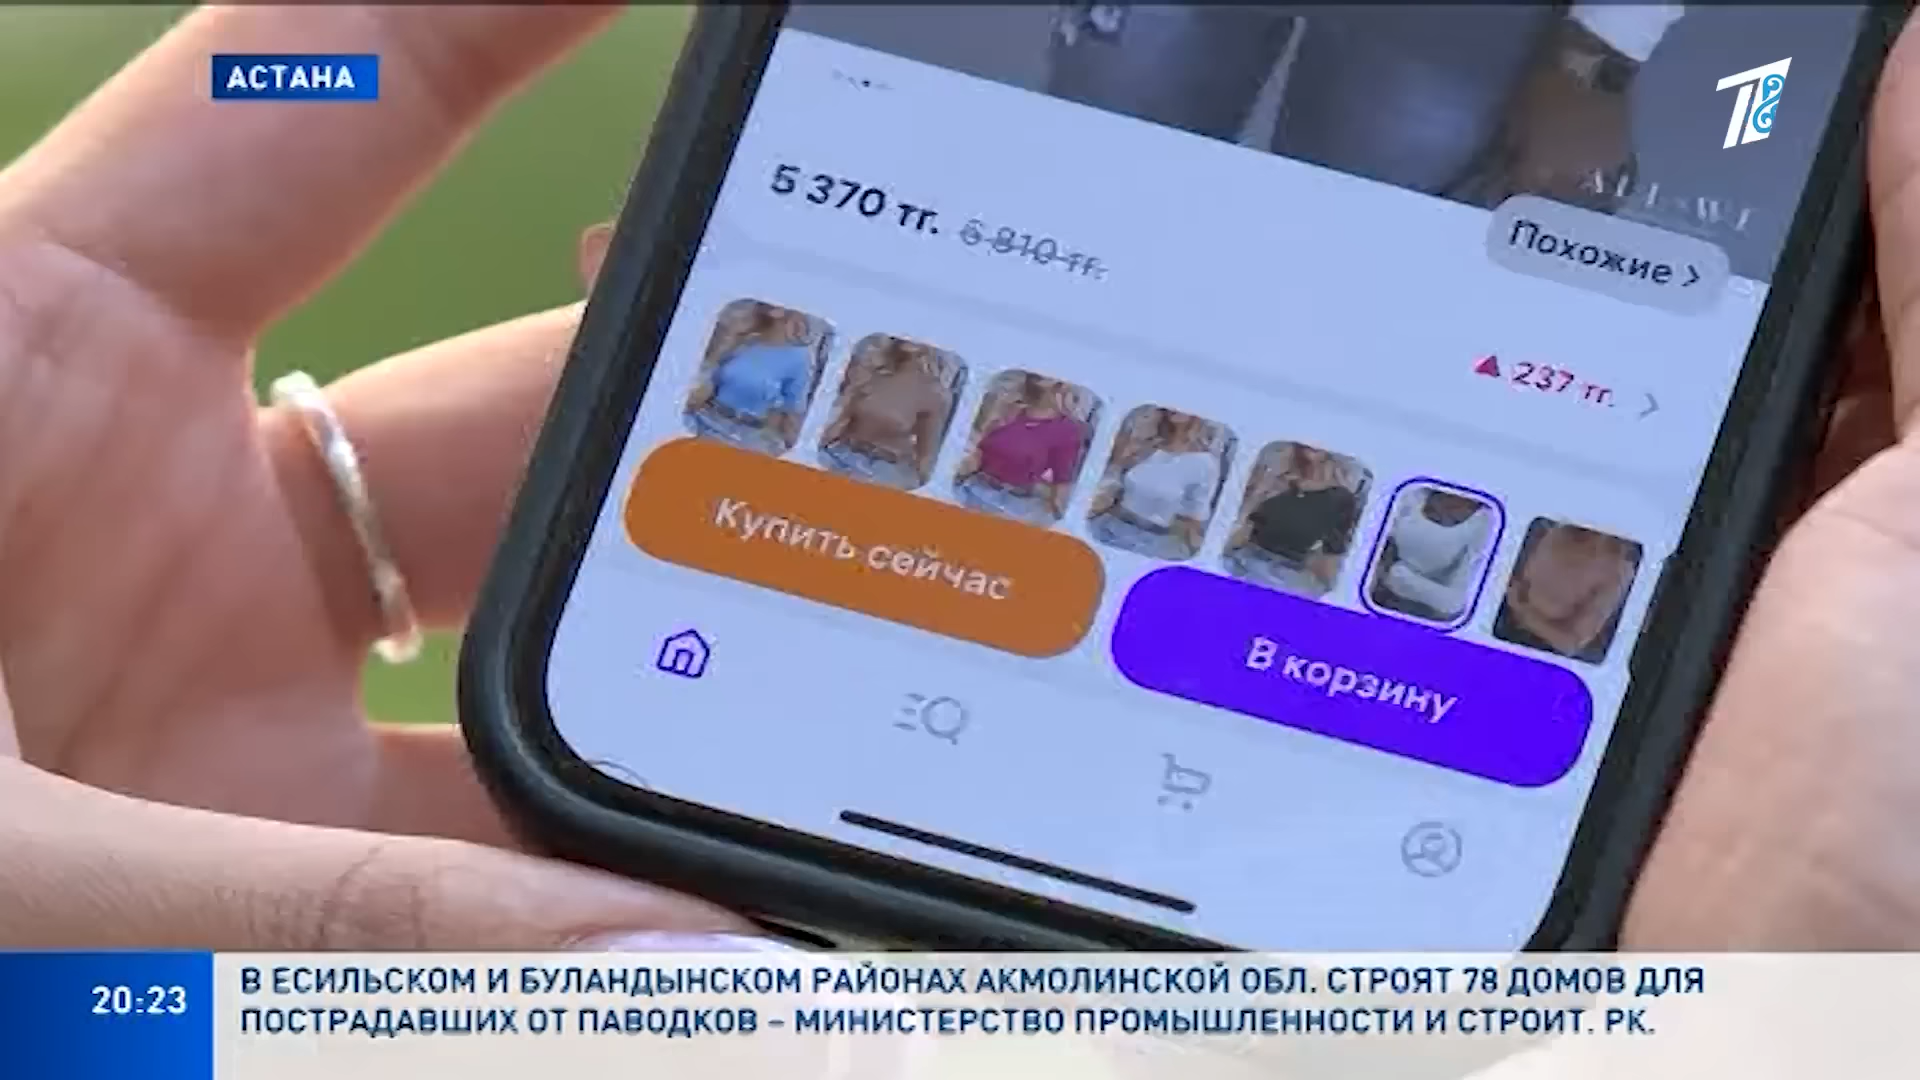 АСТАНА
5 370 тг. 5 810 тг.
Похожие >
▲ 237 тг. >
Купить сейчас
В корзину
20:23
В ЕСИЛЬСКОМ И БУЛАНДЫНСКОМ РАЙОНАХ АКМОЛИНСКОЙ ОБЛ. СТРОЯТ 78 ДОМОВ ДЛЯ
ПОСТРАДАВШИХ ОТ ПАВОДКОВ – МИНИСТЕРСТВО ПРОМЫШЛЕННОСТИ И СТРОИТ. РК.